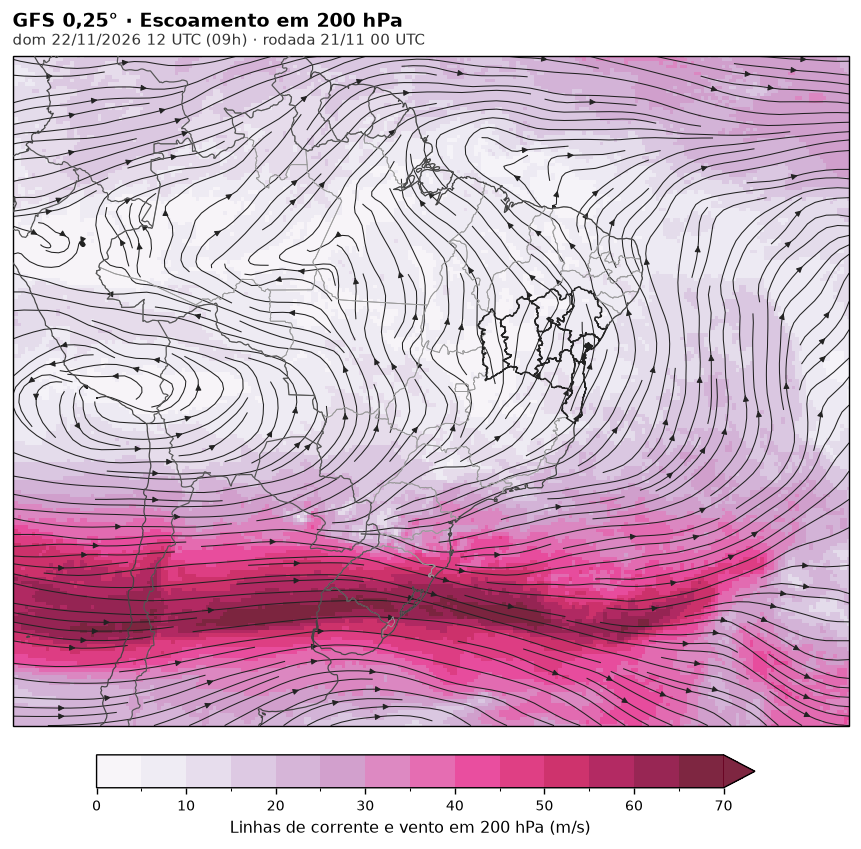 GFS 0,25° · Escoamento em 200 hPa
dom 22/11/2026 12 UTC (09h) · rodada 21/11 00 UTC
0 10 20 30 40 50 60 70
Linhas de corrente e vento em 200 hPa (m/s)